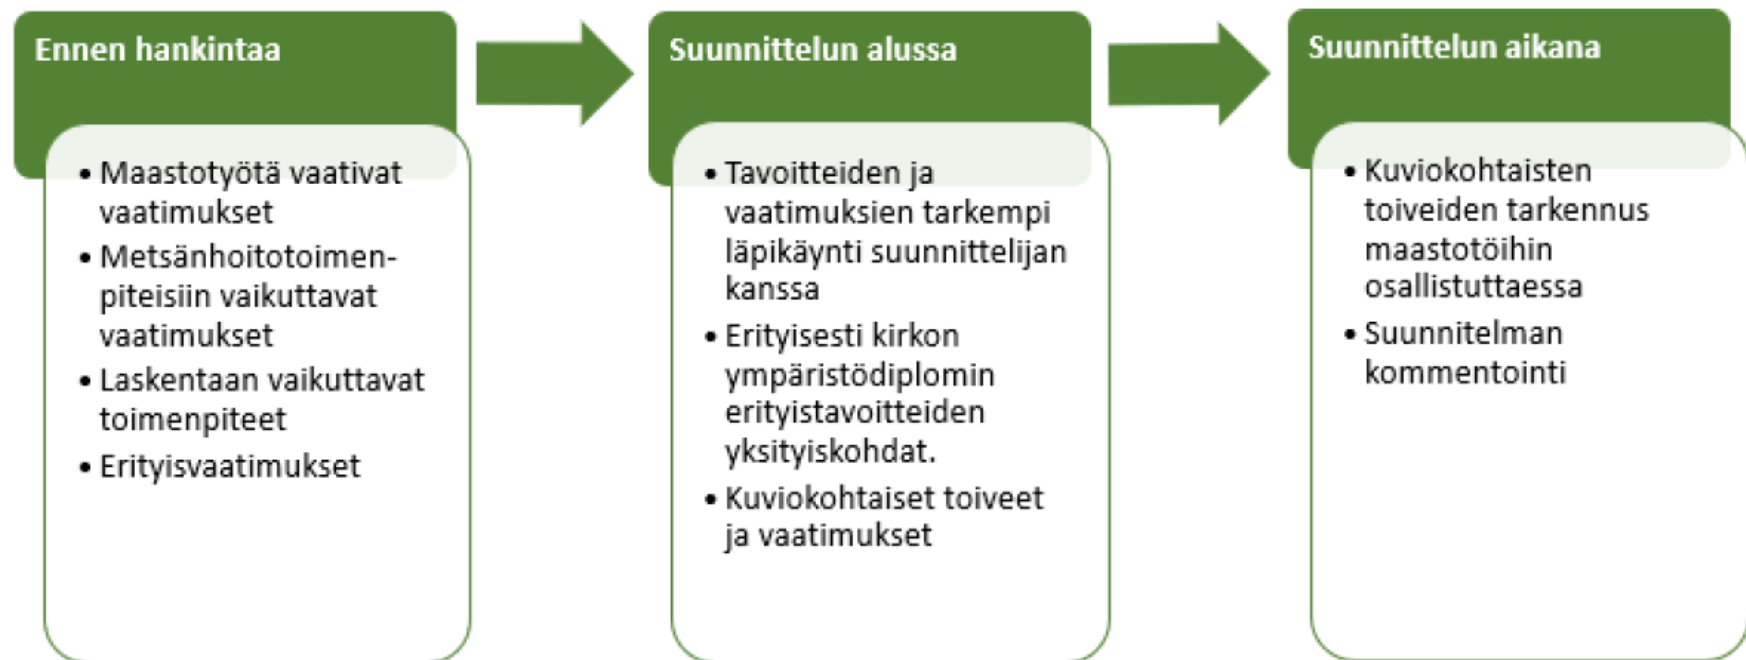 Ennen hankintaa
• Maastotyötä vaativat
vaatimukset
• Metsänhoitotoimen-
piteisiin vaikuttavat
vaatimukset
• Laskentaan vaikuttavat
toimenpiteet
• Erityisvaatimukset
Suunnittelun alussa
• Tavoitteiden ja
vaatimuksien tarkempi
läpikäynti suunnittelijan
kanssa
• Erityisesti kirkon
ympäristödiplomin
erityistavoitteiden
yksityiskohdat.
• Kuviokohtaiset toiveet
ja vaatimukset
Suunnittelun aikana
• Kuviokohtaisten
toiveiden tarkennus
maastotöihin
osallistuttaessa
• Suunnitelman
kommentointi